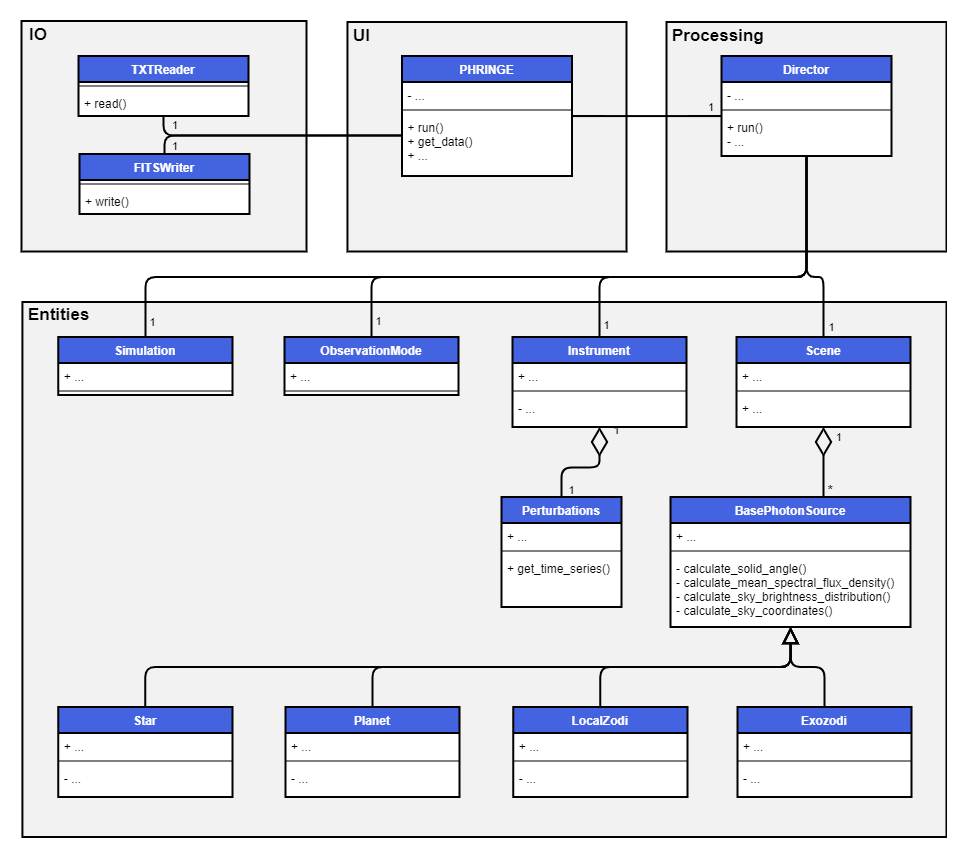 IO
TXTReader
+ read()
1
1
FITSWriter
+ write()
UI
PHRINGE
- ...
+ run()
+ get_data()
+ ...
Processing
Director
- ...
1
+ run()
- ...
Entities
1
1
1
1
Simulation
+ ...
ObservationMode
+ ...
Instrument
+ ...
- ...
Scene
+ ...
+ ...
1
1
1
*
Perturbations
+ ...
+ get_time_series()
BasePhotonSource
+ ...
- calculate_solid_angle()
- calculate_mean_spectral_flux_density()
- calculate_sky_brightness_distribution()
- calculate_sky_coordinates()
Star
+ ...
- ...
Planet
+ ...
- ...
LocalZodi
+ ...
- ...
Exozodi
+ ...
- ...